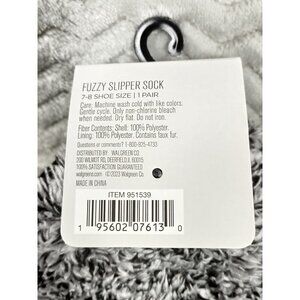 FUZZY SLIPPER SOCK
7-8 SHOE SIZE | 1 PAIR
Care: Machine wash cold with like colors.
Gentle cycle. Only non-chlorine bleach
when needed. Dry flat. Do not iron.
Fiber Contents: Shell: 100% Polyester.
Lining: 100% Polyester. Contains faux fur.
Questions or comments? 1-800-925-4733
DISTRIBUTED BY: WALGREEN CO.
200 WILMOT RD., DEERFIELD, IL 60015
100% SATISFACTION GUARANTEED
walgreens.com © 2023 Walgreen Co.
MADE IN CHINA
ITEM 951539
1 95602 07613 0